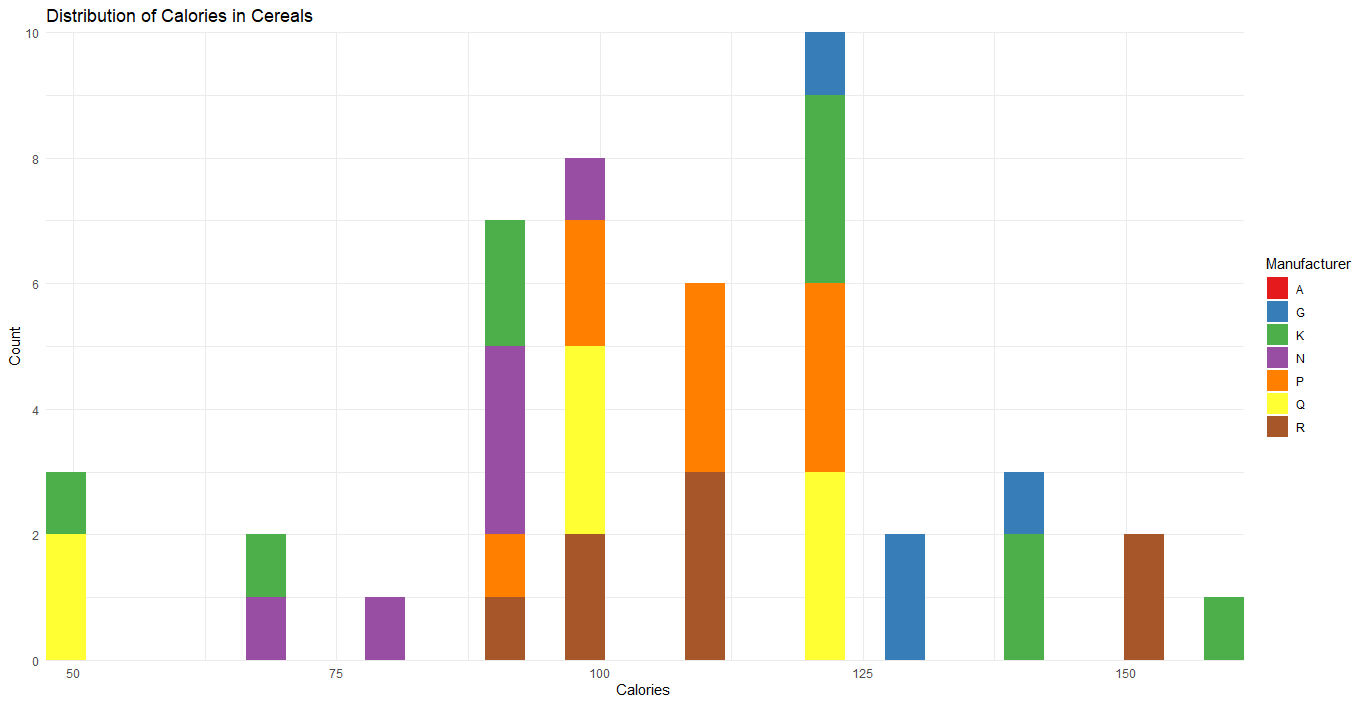 Distribution of Calories in Cereals
10
8
6
4
2
0
Count
50 75 100 125 150
Calories
Manufacturer
A
G
K
N
P
Q
R